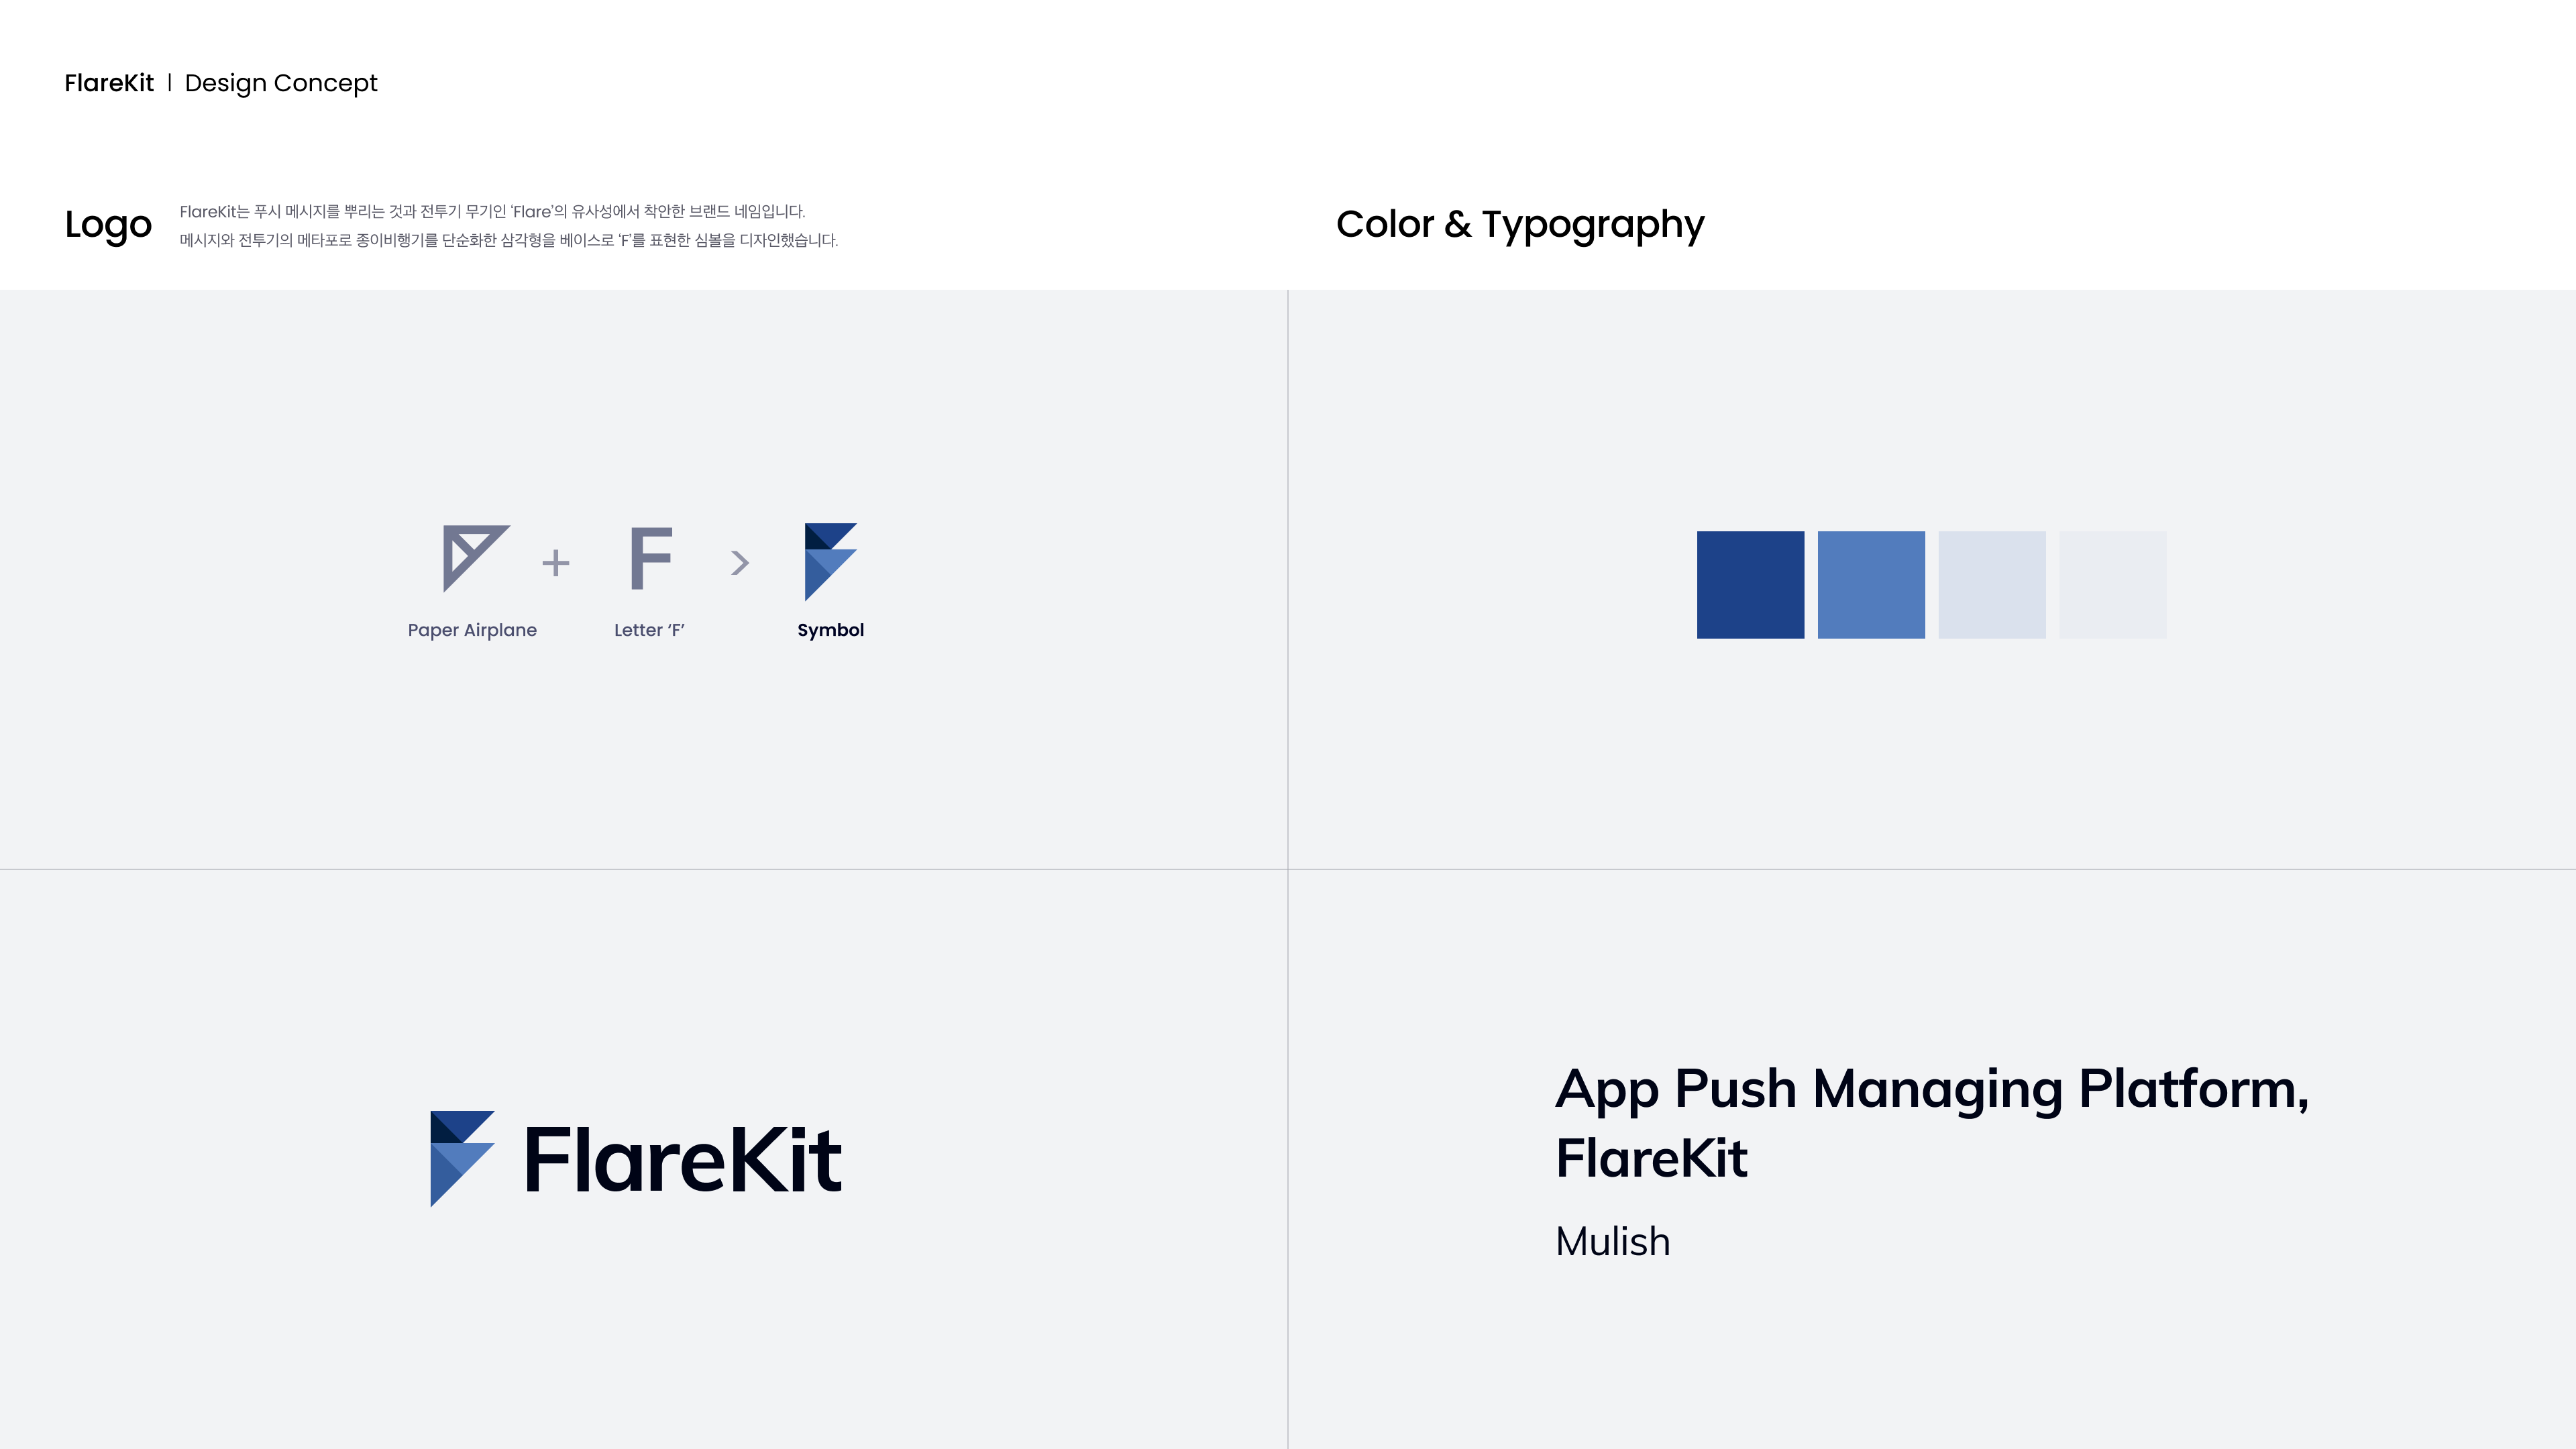 FlareKit | Design Concept
Logo
FlareKit는 푸시 메시지를 뿌리는 것과 전투기 무기인 ‘Flare’의 유사성에서 착안한 브랜드 네임입니다.
메시지와 전투기의 메타포로 종이비행기를 단순화한 삼각형을 베이스로 ‘F’를 표현한 심볼을 디자인했습니다.
Color & Typography
+ F >
Paper Airplane
Letter ‘F’
Symbol
FlareKit
App Push Managing Platform,
FlareKit
Mulish